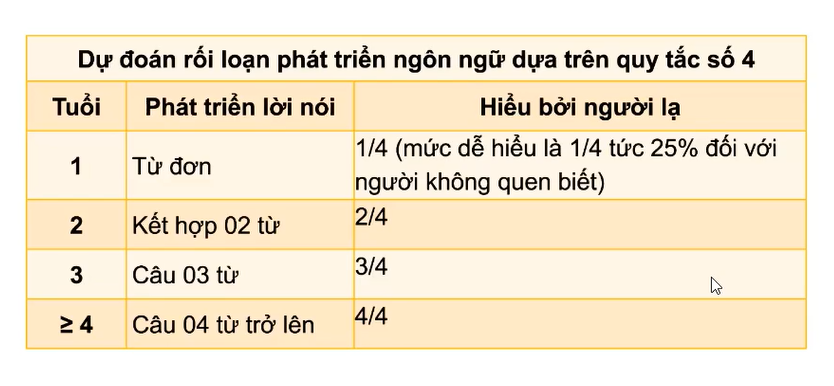 Dự đoán rối loạn phát triển ngôn ngữ dựa trên quy tắc số 4
Tuổi Phát triển lời nói Hiểu bởi người lạ
1 Từ đơn 1/4 (mức dễ hiểu là 1/4 tức 25% đối với
người không quen biết)
2 Kết hợp 02 từ 2/4
3 Câu 03 từ 3/4
≥ 4 Câu 04 từ trở lên 4/4